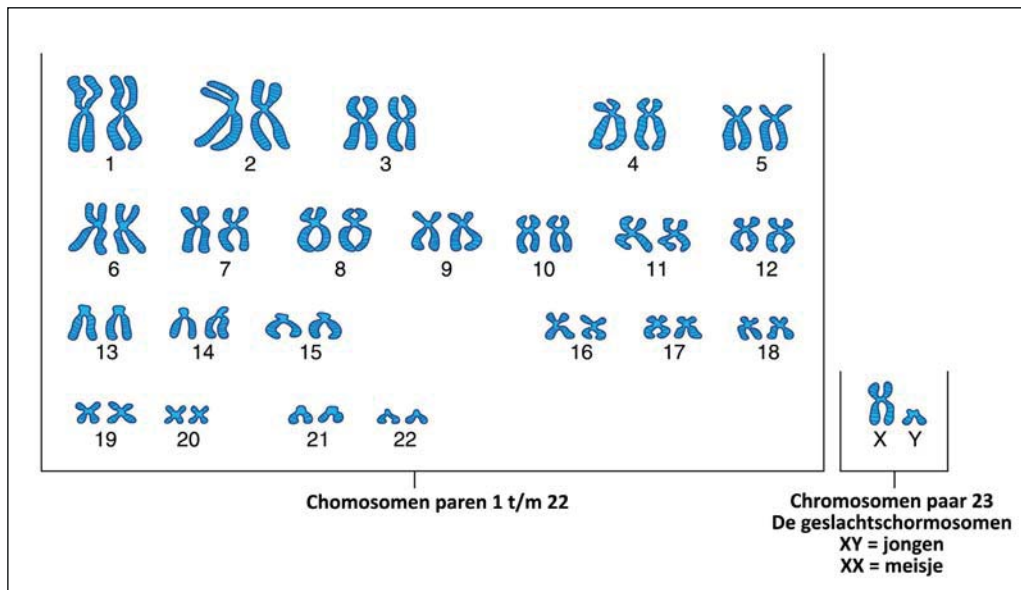 1 2 3 4 5
6 7 8 9 10 11 12
13 14 15 16 17 18
19 20 21 22
X Y
Chomosomen paren 1 t/m 22
Chromosomen paar 23
De geslachtschormosomen
XY = jongen
XX = meisje